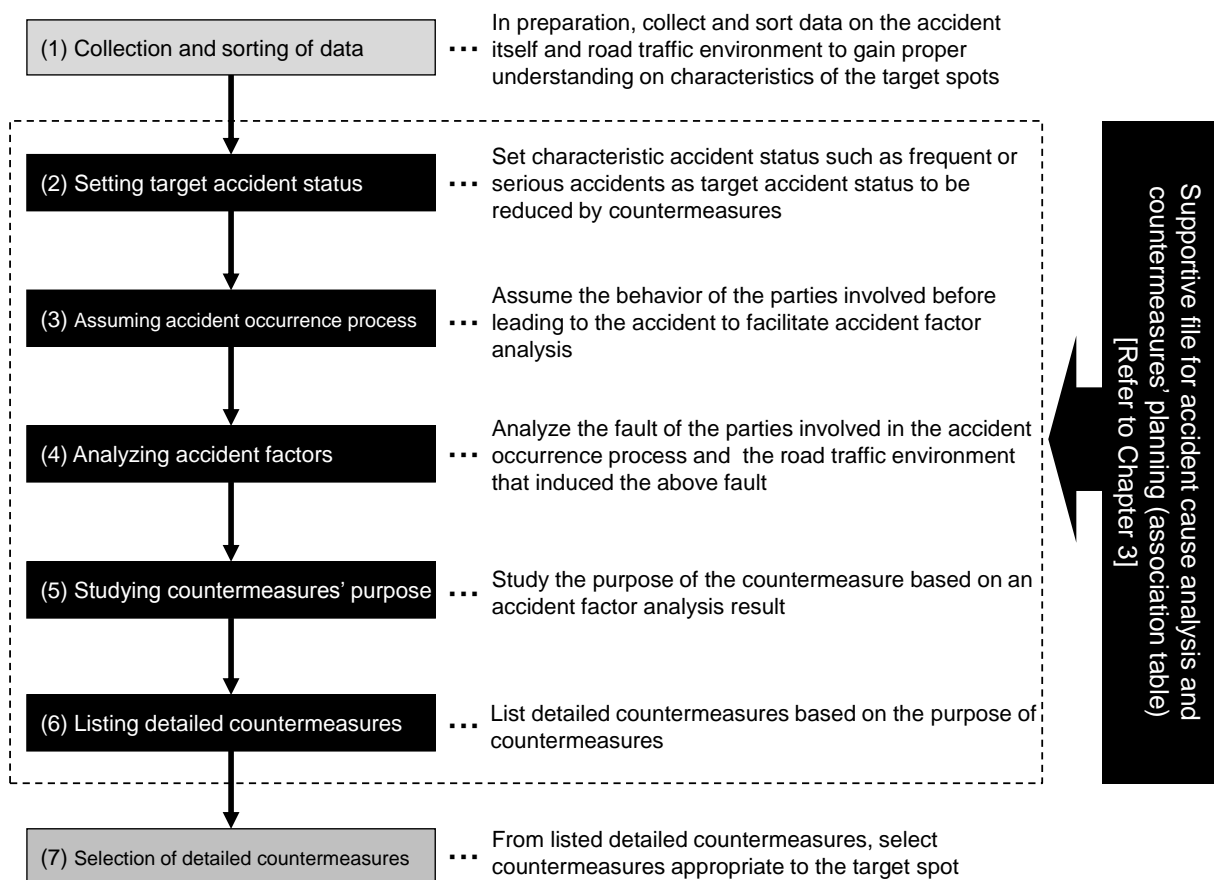 (1) Collection and sorting of data
... In preparation, collect and sort data on the accident
itself and road traffic environment to gain proper
understanding on characteristics of the target spots
(2) Setting target accident status
... Set characteristic accident status such as frequent or
serious accidents as target accident status to be
reduced by countermeasures
(3) Assuming accident occurrence process
... Assume the behavior of the parties involved before
leading to the accident to facilitate accident factor
analysis
(4) Analyzing accident factors
... Analyze the fault of the parties involved in the accident
occurrence process and the road traffic environment
that induced the above fault
(5) Studying countermeasures’ purpose
... Study the purpose of the countermeasure based on an
accident factor analysis result
(6) Listing detailed countermeasures
... List detailed countermeasures based on the purpose of
countermeasures
(7) Selection of detailed countermeasures
... From listed detailed countermeasures, select
countermeasures appropriate to the target spot
Supportive file for accident cause analysis and
countermeasures’ planning (association table)
[Refer to Chapter 3]